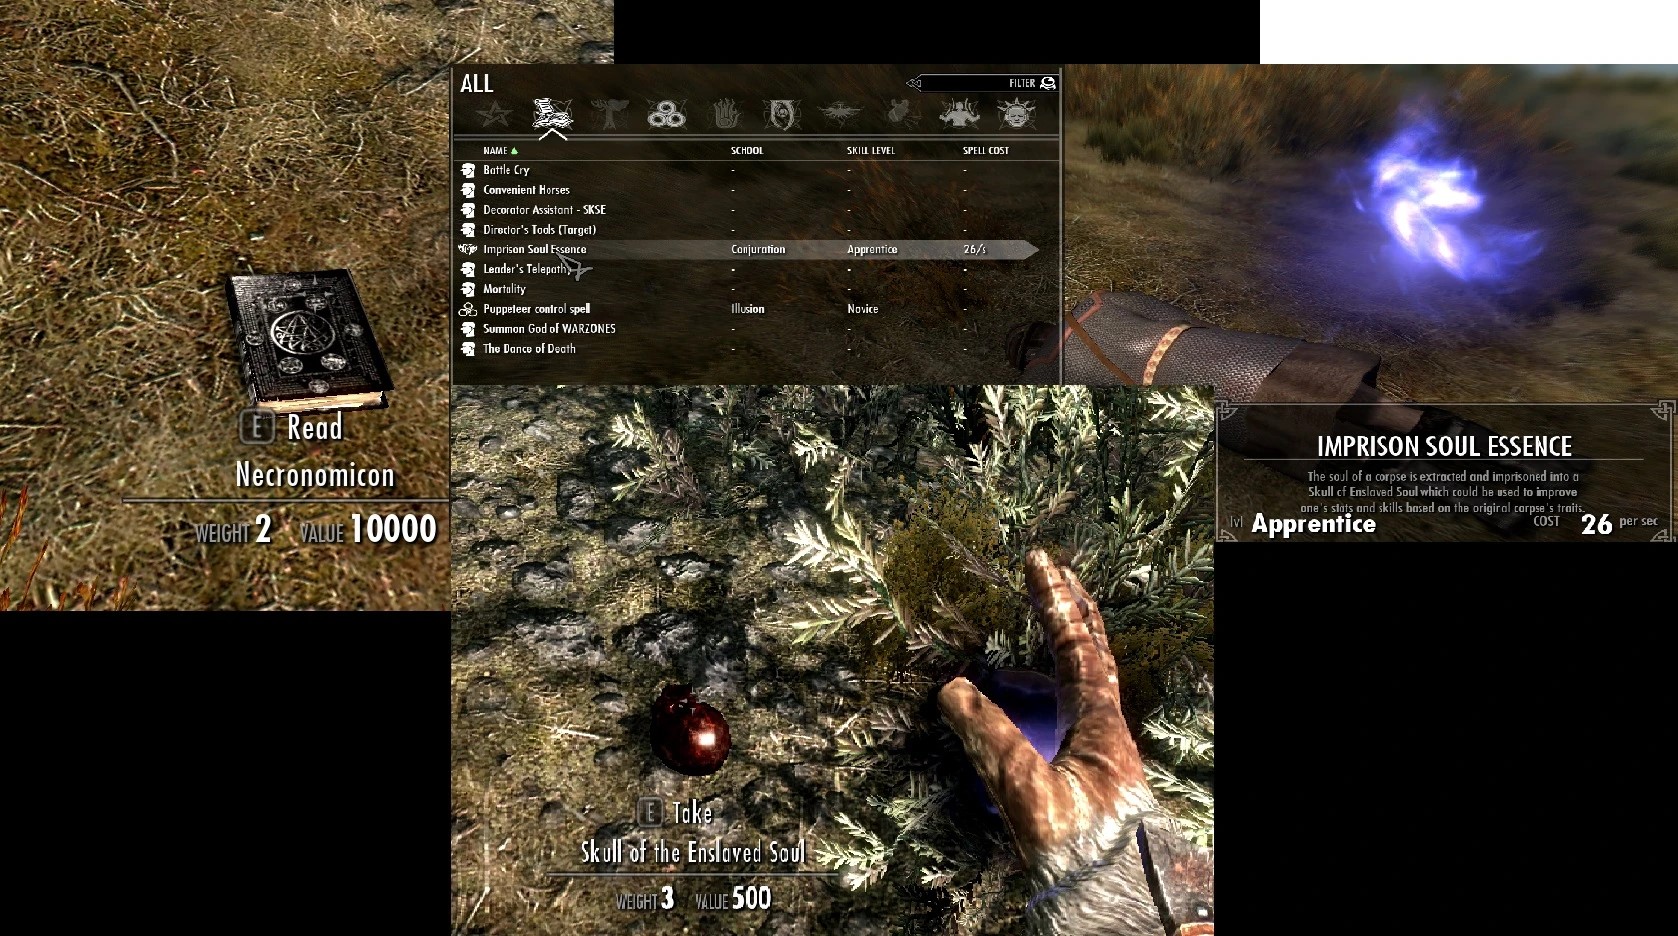 E Read
Necronomicon
WEIGHT 2 VALUE 10000
ALL
FILTER
NAME SCHOOL SKILL LEVEL SPELL COST
Battle Cry - - -
Convenient Horses - - -
Decorator Assistant - SKSE - - -
Director's Tools (Target) - - -
Imprison Soul Essence Conjuration Apprentice 26/s
Leader's Telepathy - - -
Mortality - - -
Puppeteer control spell Illusion Novice -
Summon God of WARZONES - - -
The Dance of Death - - -
IMPRISON SOUL ESSENCE
The soul of a corpse is extracted and imprisoned into a
Skull of Enslaved Soul which could be used to improve
one's stats and skills based on the original corpse's traits.
lvl Apprentice COST 26 per sec
E Take
Skull of the Enslaved Soul
WEIGHT 3 VALUE 500